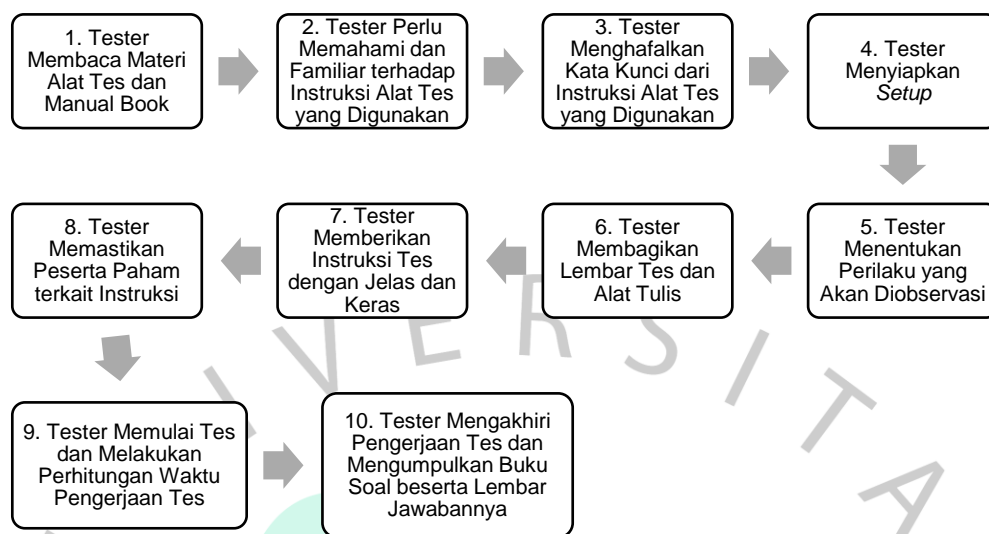 1. Tester
Membaca Materi
Alat Tes dan
Manual Book
2. Tester Perlu
Memahami dan
Familiar terhadap
Instruksi Alat Tes
yang Digunakan
3. Tester
Menghafalkan
Kata Kunci dari
Instruksi Alat Tes
yang Digunakan
4. Tester
Menyiapkan
Setup
5. Tester
Menentukan
Perilaku yang
Akan Diobservasi
6. Tester
Membagikan
Lembar Tes dan
Alat Tulis
7. Tester
Memberikan
Instruksi Tes
dengan Jelas dan
Keras
8. Tester
Memastikan
Peserta Paham
terkait Instruksi
9. Tester Memulai Tes
dan Melakukan
Perhitungan Waktu
Pengerjaan Tes
10. Tester Mengakhiri
Pengerjaan Tes dan
Mengumpulkan Buku
Soal beserta Lembar
Jawabannya
IVERSITA